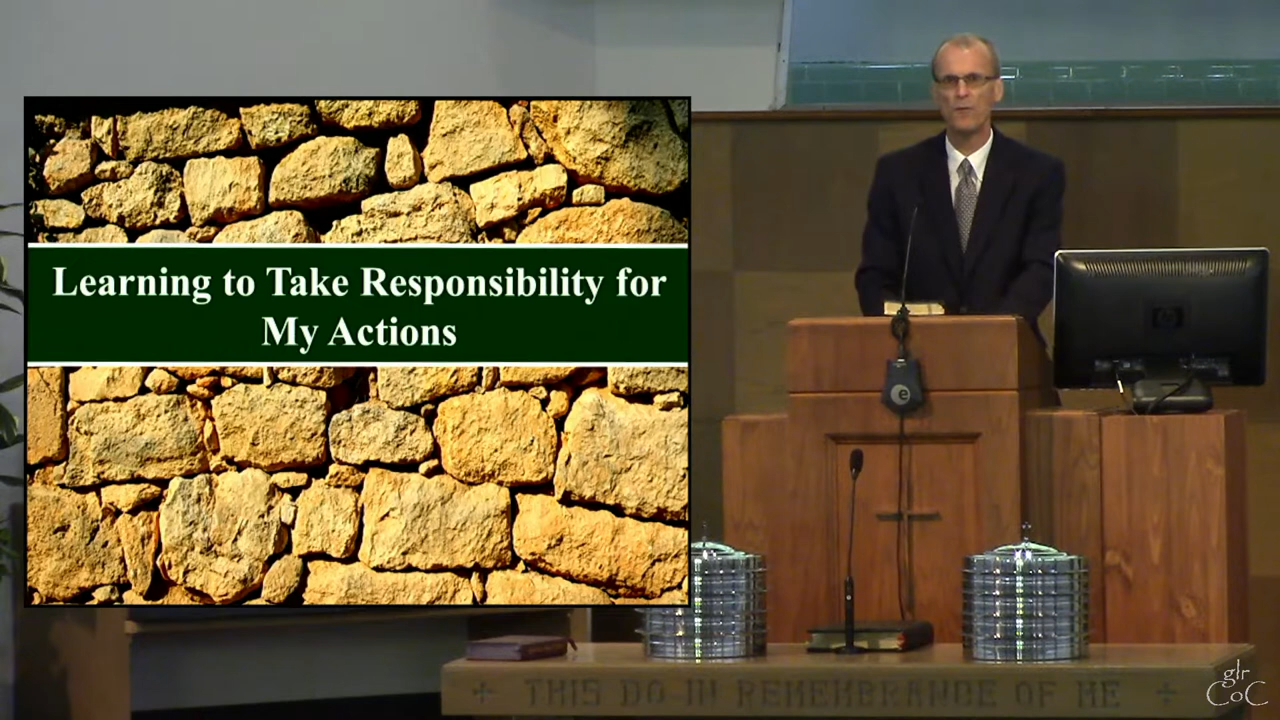 Learning to Take Responsibility for
My Actions
e
THIS DO IN REMEMBRANCE OF ME
glr
CoC